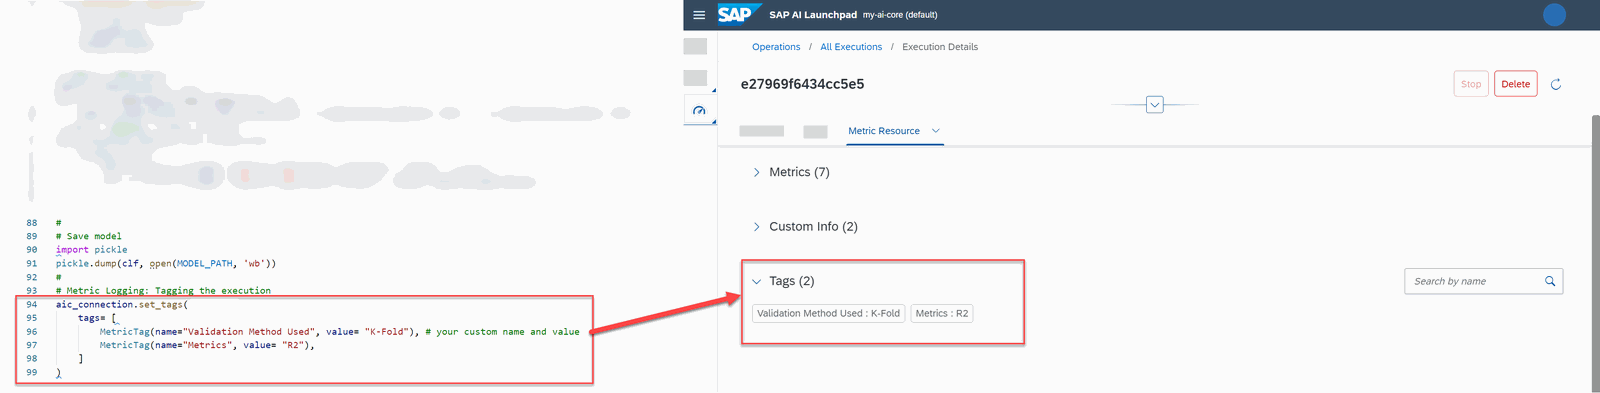 88 #
89 # Save model
90 import pickle
91 pickle.dump(clf, open(MODEL_PATH, 'wb'))
92 #
93 # Metric Logging: Tagging the execution
94 aic_connection.set_tags(
95 tags= [
96 MetricTag(name="Validation Method Used", value= "K-Fold"), # your custom name and value
97 MetricTag(name="Metrics", value= "R2"),
98 ]
99 )
SAP SAP AI Launchpad my-ai-core (default)
Operations / All Executions / Execution Details
e27969f6434cc5e5
Stop Delete
Metric Resource
Metrics (7)
Custom Info (2)
Tags (2)
Search by name
Validation Method Used : K-Fold Metrics : R2